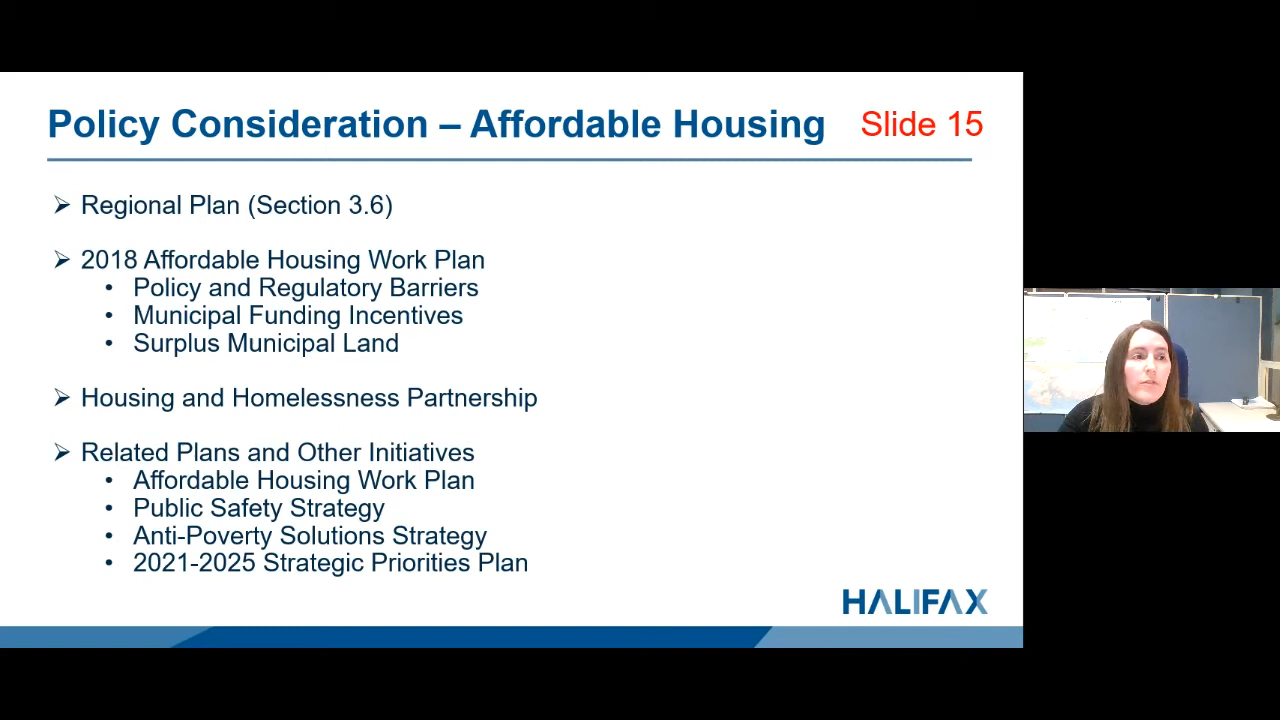 Policy Consideration – Affordable Housing
Slide 15
➢ Regional Plan (Section 3.6)
➢ 2018 Affordable Housing Work Plan
• Policy and Regulatory Barriers
• Municipal Funding Incentives
• Surplus Municipal Land
➢ Housing and Homelessness Partnership
➢ Related Plans and Other Initiatives
• Affordable Housing Work Plan
• Public Safety Strategy
• Anti-Poverty Solutions Strategy
• 2021-2025 Strategic Priorities Plan
HALIFAX